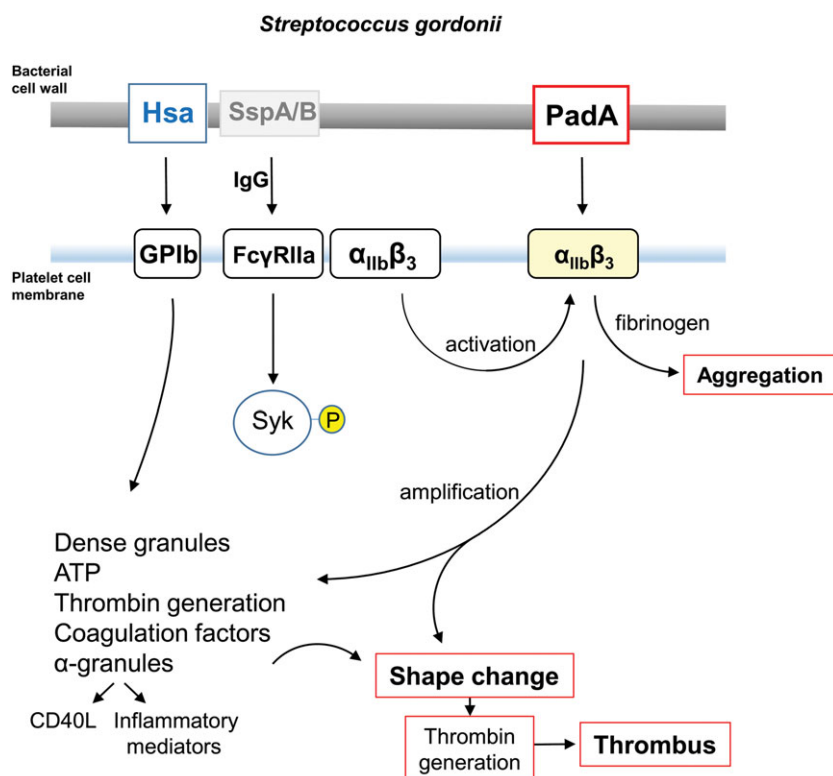 Streptococcus gordonii
Bacterial
cell wall
Hsa
SspA/B
PadA
IgG
GPIb
FcγRIIa
αIIbβ3
αIIbβ3
Platelet cell
membrane
activation
fibrinogen
Aggregation
Syk
P
amplification
Dense granules
ATP
Thrombin generation
Coagulation factors
α-granules
CD40L
Inflammatory
mediators
Shape change
Thrombin
generation
Thrombus